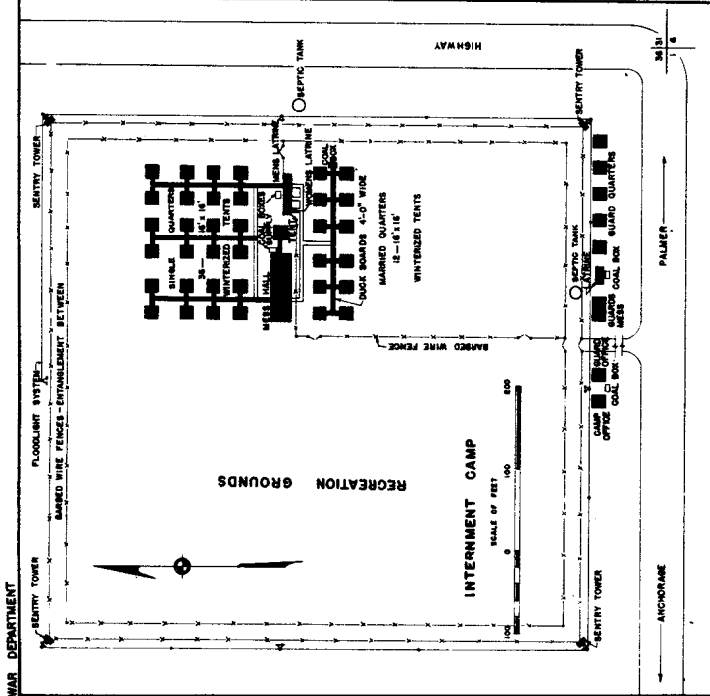 WAR DEPARTMENT
SENTRY TOWER
FLOODLIGHT SYSTEM
SENTRY TOWER
BARBED WIRE FENCES - ENTANGLEMENT BETWEEN
HIGHWAY
SEPTIC TANK
SINGLE QUARTERS
36 — 16' x 16'
WINTERIZED TENTS
MESS HALL
COAL BOXES
SUPPLY
TENT
MENS LATRINE
WOMENS LATRINE
COAL BOX
DUCK BOARDS 4'-0" WIDE
MARRIED QUARTERS
12 - 16' x 16'
WINTERIZED TENTS
BARBED WIRE FENCE
RECREATION GROUNDS
INTERNMENT CAMP
SCALE OF FEET
100 0 100 200
SENTRY TOWER
SENTRY TOWER
CAMP OFFICE
COAL BOX
GUARD OFFICE
GUARDS MESS
SEPTIC TANK
LATRINE
COAL BOX
GUARD QUARTERS
ANCHORAGE
PALMER
36 31
1 6